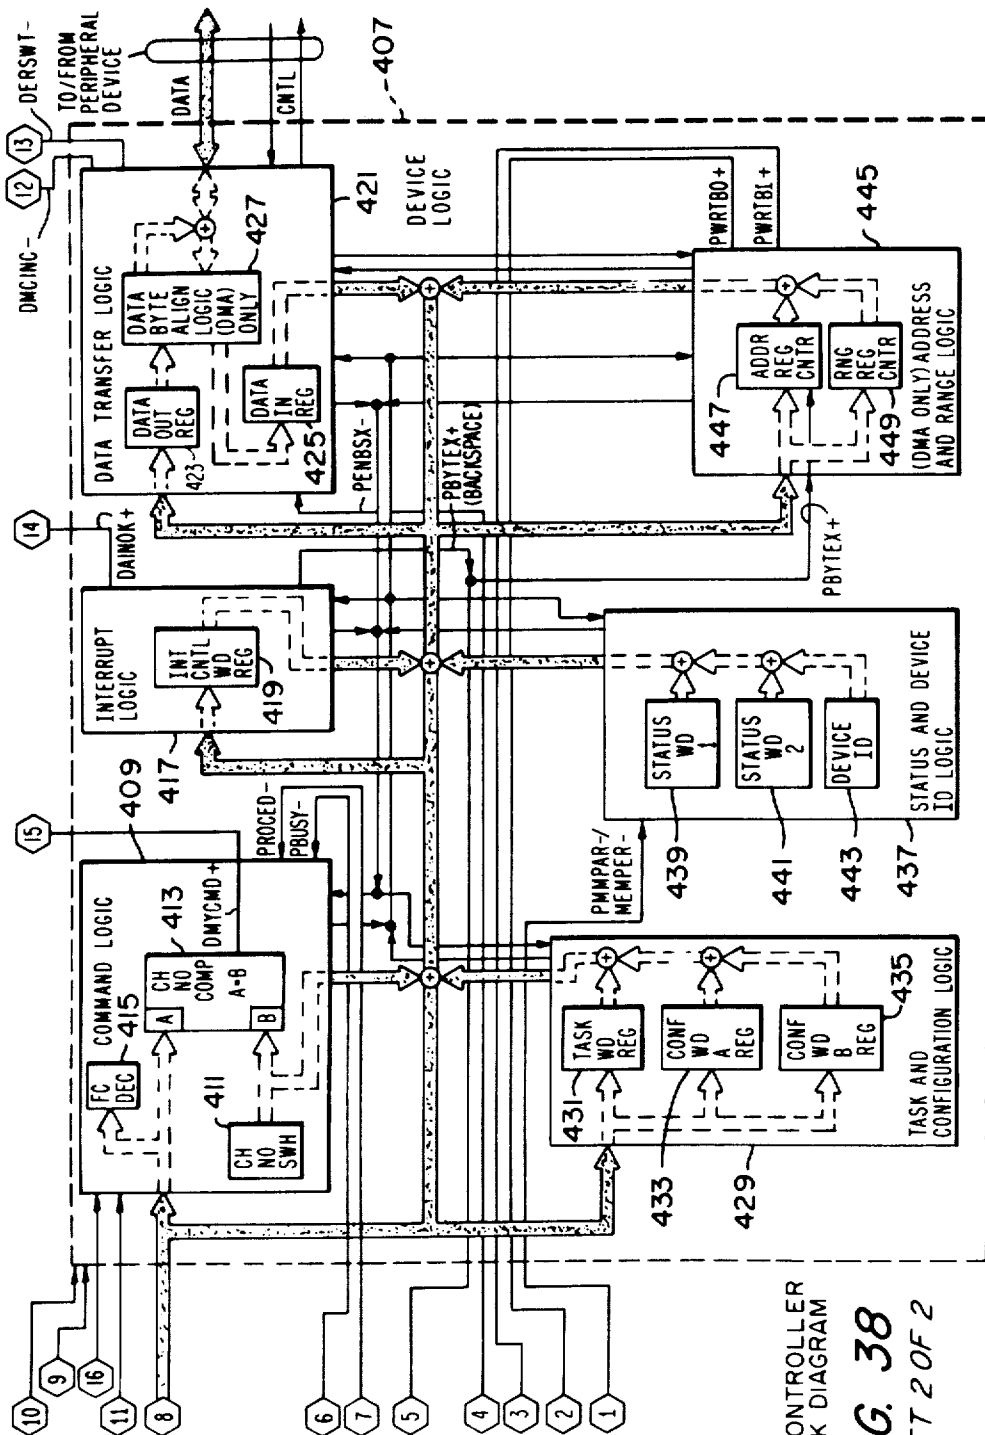 DERSWT-
TO/FROM
PERIPHERAL
DEVICE
13
12
DMCINC-
DATA
CNTL
407
DEVICE
LOGIC
DATA TRANSFER LOGIC
421
DATA
OUT
REG
423
DATA
BYTE
ALIGN
LOGIC
(DMA)
ONLY
427
DATA
IN
REG
425
PENBSX-
PBYTEX+
(BACKSPACE)
14
DAINOK+
INTERRUPT
LOGIC
417
INT
CNTL
WD
REG
419
15
409
COMMAND LOGIC
FC
DEC
415
A
B
CH
NO
COMP
A=B
413
DMYCMD+
411
CH
NO
SWH
PROCED-
PBUSY-
PWRTBO+
PWRTBI+
445
447
ADDR
REG
CNTR
RNG
REG
CNTR
449
(DMA ONLY) ADDRESS
AND RANGE LOGIC
PBYTEX+
PMMPAR-/
MEMPER-
439
STATUS
WD
1
441
STATUS
WD
2
443
DEVICE
ID
STATUS AND DEVICE
ID LOGIC
437
431
TASK
WD
REG
433
CONF
WD
A
REG
CONF
WD
B
REG
435
429
TASK AND
CONFIGURATION LOGIC
10
9
16
11
8
6
7
5
4
3
2
1
ONTROLLER
K DIAGRAM
G. 38
ET 2 OF 2